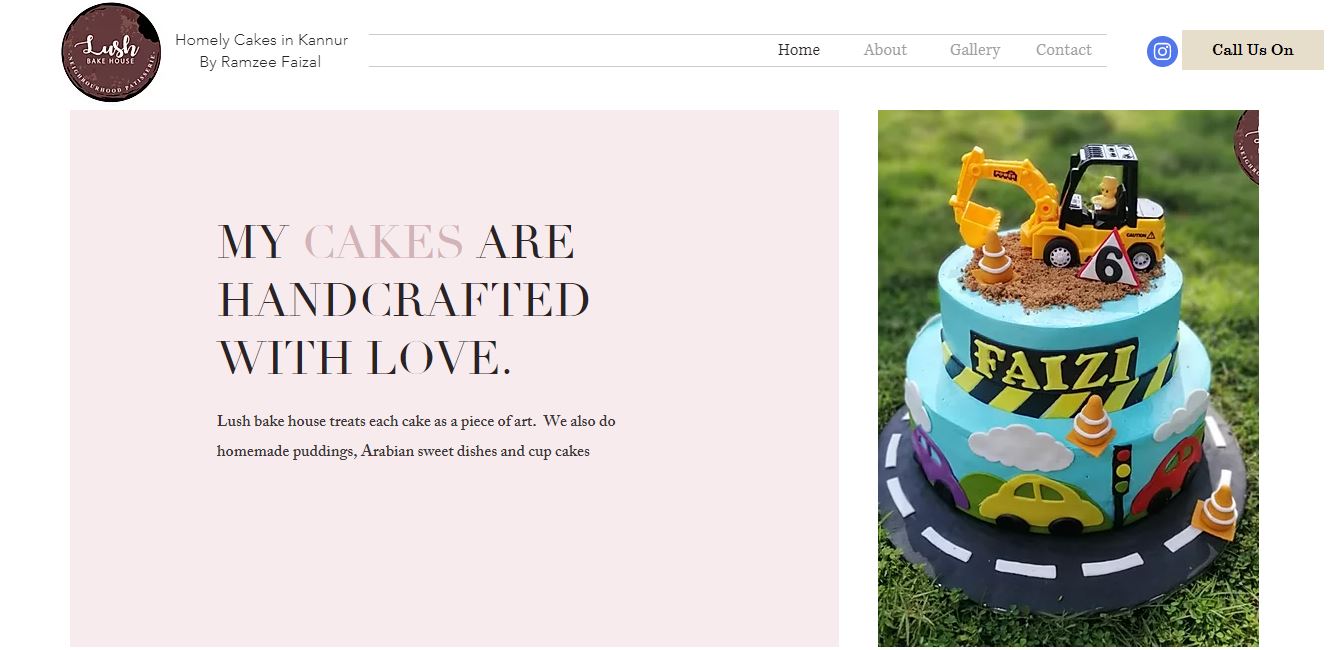 Lush
BAKE HOUSE
NEIGHBOURHOOD PATISSERIE
Homely Cakes in Kannur
By Ramzee Faizal
Home
About
Gallery
Contact
Call Us On
MY CAKES ARE
HANDCRAFTED
WITH LOVE.
Lush bake house treats each cake as a piece of art.  We also do
homemade puddings, Arabian sweet dishes and cup cakes
CAUTION
6
FAIZI